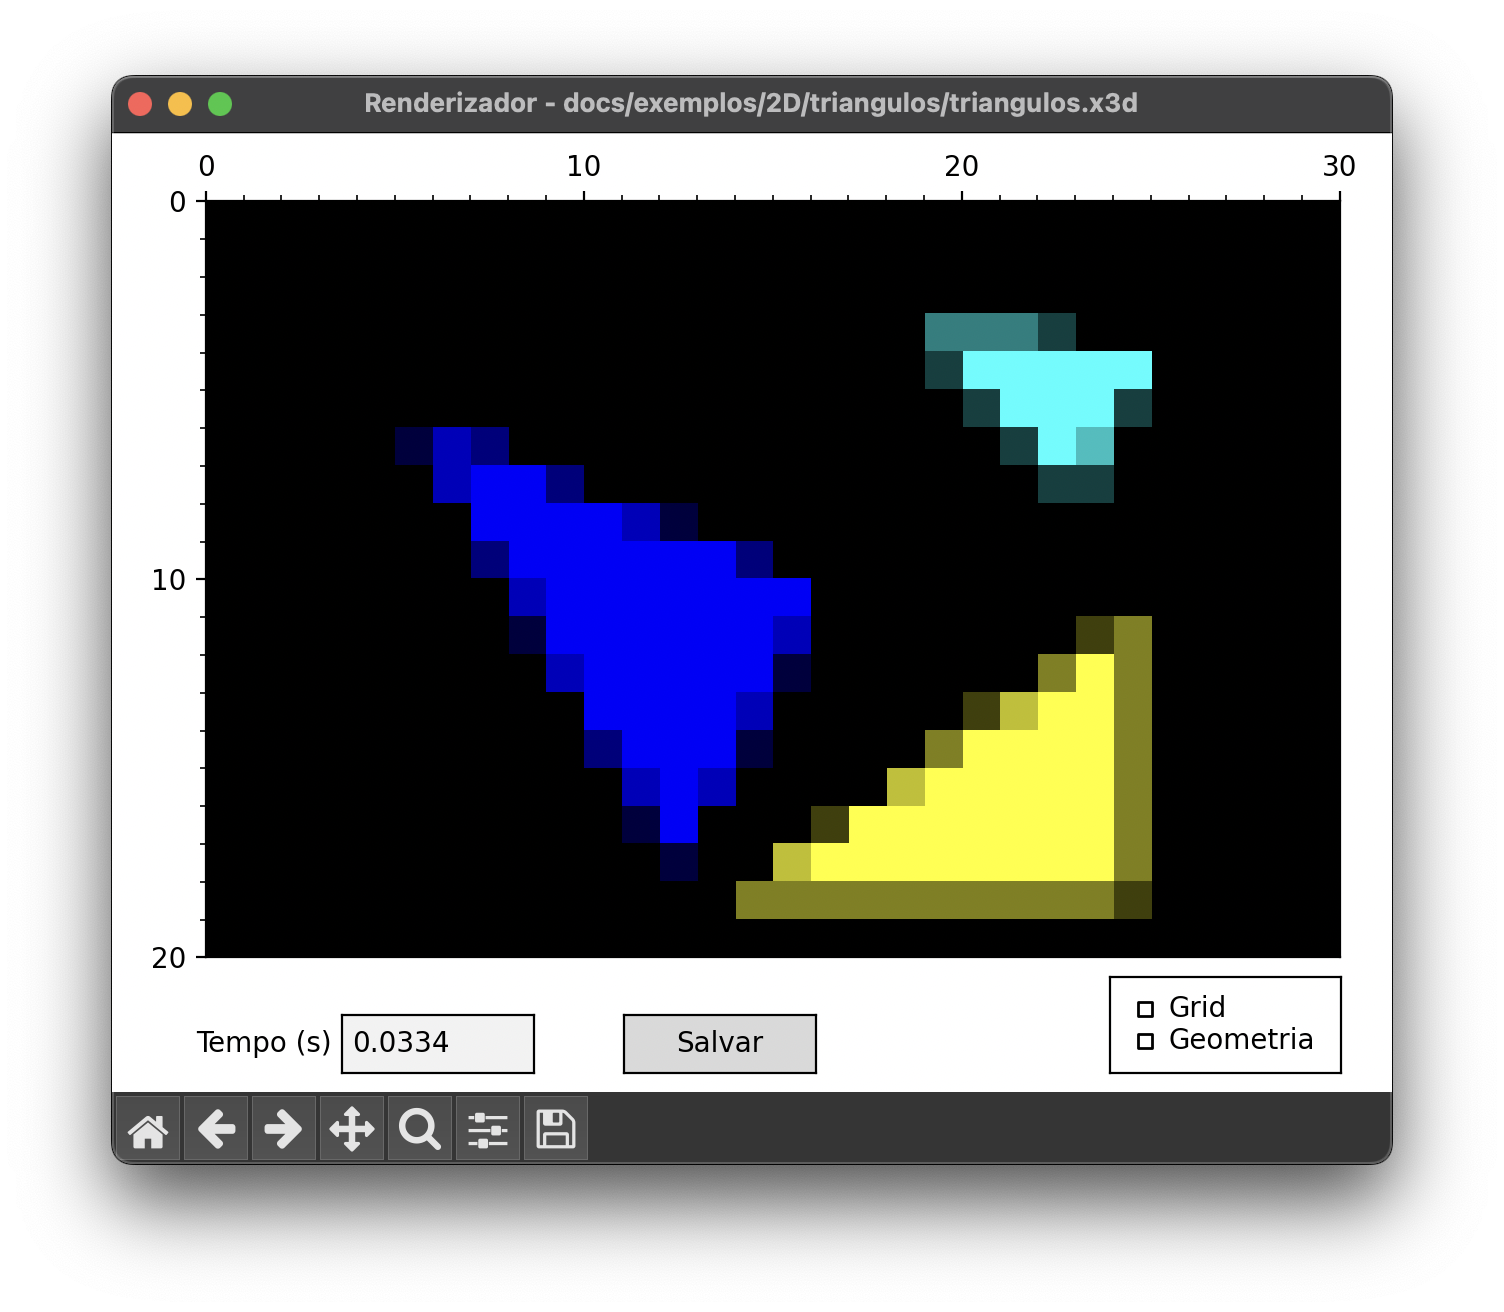 Renderizador - docs/exemplos/2D/triangulos/triangulos.x3d
0 10 20 30
0
10
20
Tempo (s) 0.0334 Salvar
Grid
Geometria